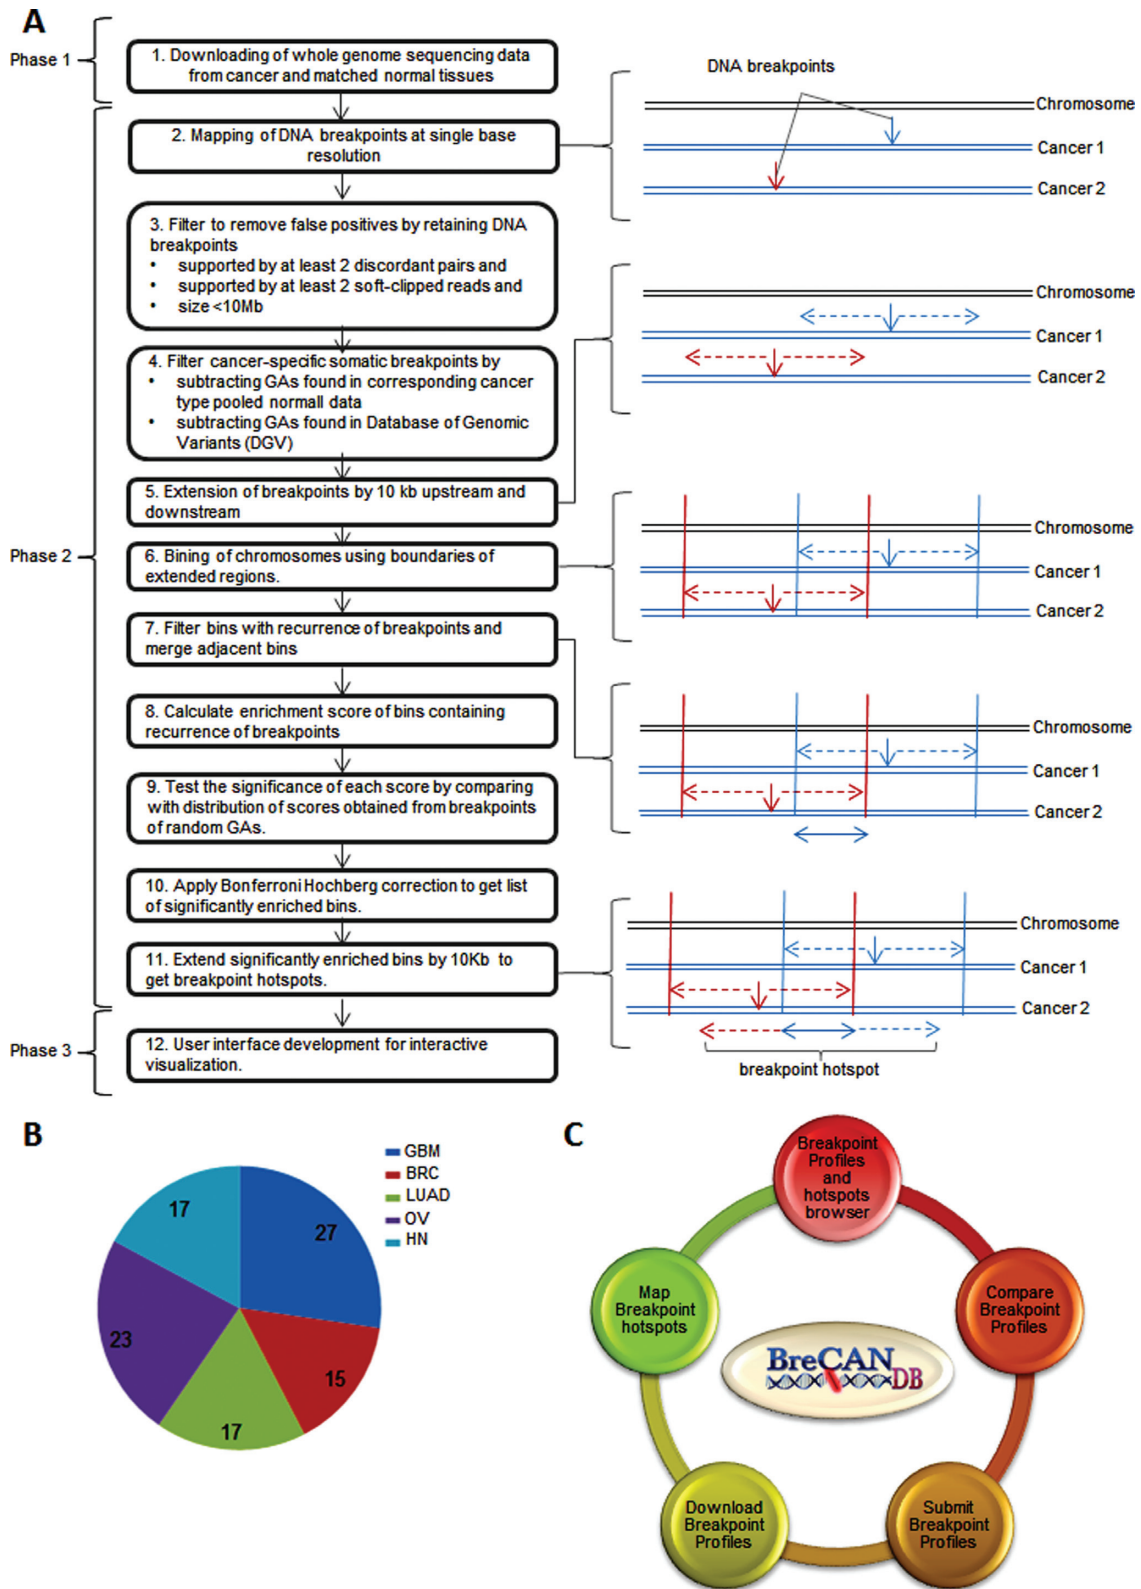 A
Phase 1
1. Downloading of whole genome sequencing data
from cancer and matched normal tissues
2. Mapping of DNA breakpoints at single base
resolution
3. Filter to remove false positives by retaining DNA
breakpoints
• supported by at least 2 discordant pairs and
• supported by at least 2 soft-clipped reads and
• size <10Mb
4. Filter cancer-specific somatic breakpoints by
• subtracting GAs found in corresponding cancer
type pooled normall data
• subtracting GAs found in Database of Genomic
Variants (DGV)
5. Extension of breakpoints by 10 kb upstream and
downstream
Phase 2
6. Bining of chromosomes using boundaries of
extended regions.
7. Filter bins with recurrence of breakpoints and
merge adjacent bins
8. Calculate enrichment score of bins containing
recurrence of breakpoints
9. Test the significance of each score by comparing
with distribution of scores obtained from breakpoints
of random GAs.
10. Apply Bonferroni Hochberg correction to get list
of significantly enriched bins.
11. Extend significantly enriched bins by 10Kb to
get breakpoint hotspots.
Phase 3
12. User interface development for interactive
visualization.
DNA breakpoints
Chromosome
Cancer 1
Cancer 2
Chromosome
Cancer 1
Cancer 2
Chromosome
Cancer 1
Cancer 2
Chromosome
Cancer 1
Cancer 2
Chromosome
Cancer 1
Cancer 2
breakpoint hotspot
B
GBM
BRC
LUAD
OV
HN
17
27
23
15
17
C
Breakpoint
Profiles
and
hotspots
browser
Map
Breakpoint
hotspots
Compare
Breakpoint
Profiles
BreCAN
DB
Download
Breakpoint
Profiles
Submit
Breakpoint
Profiles